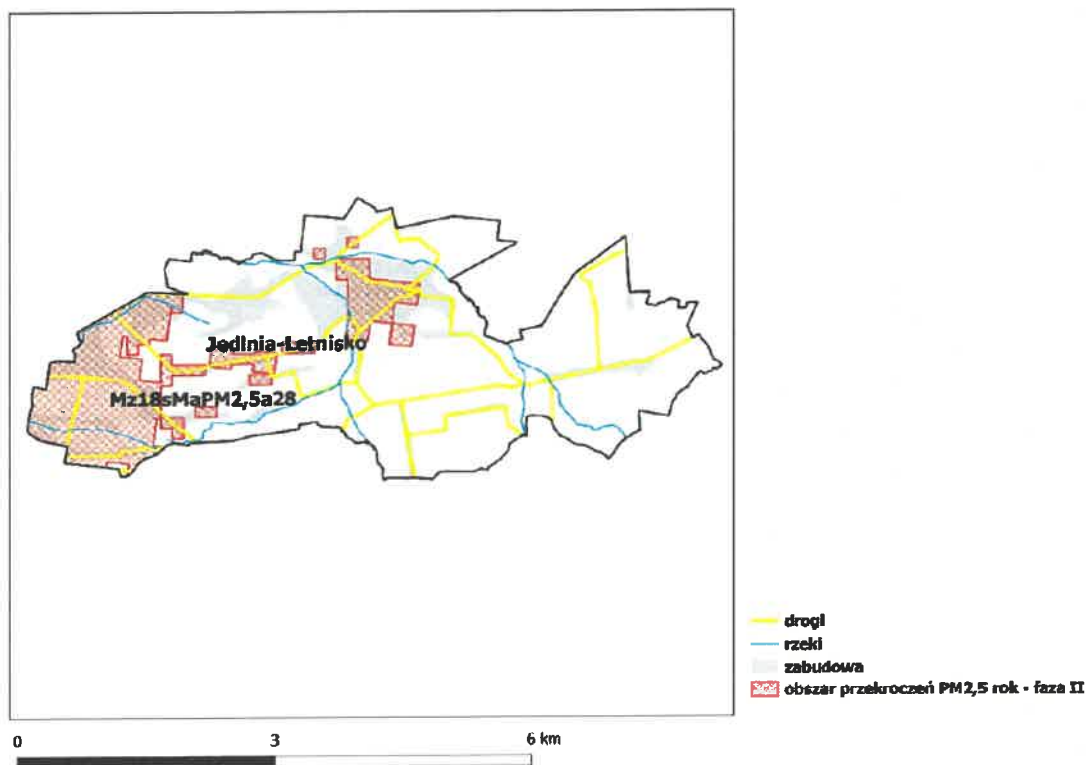 Jedlnia-Letnisko
Mz18sMaPM2,5a28
drogi
rzeki
zabudowa
obszar przekroczeń PM2,5 rok - faza II
0 3 6 km